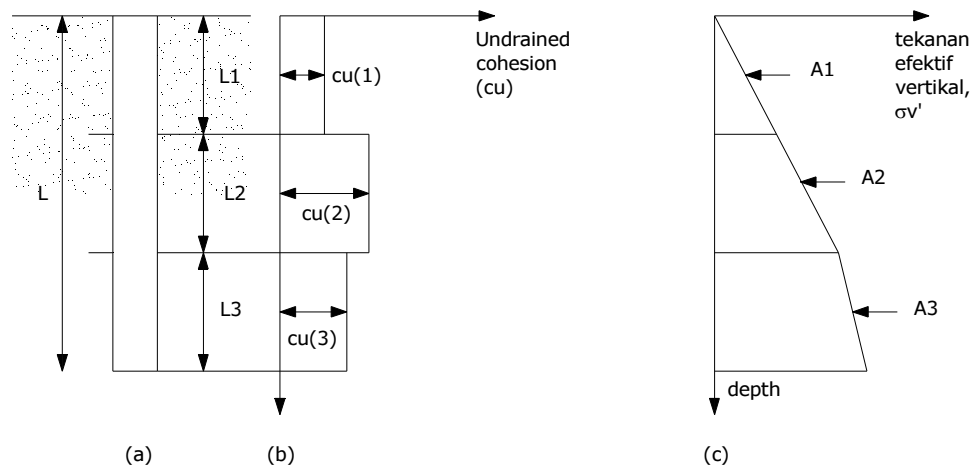 Undrained
cohesion
(cu)
tekanan
efektif
vertikal,
σv'
L1
cu(1)
A1
L
L2
cu(2)
A2
L3
cu(3)
A3
depth
(a)
(b)
(c)